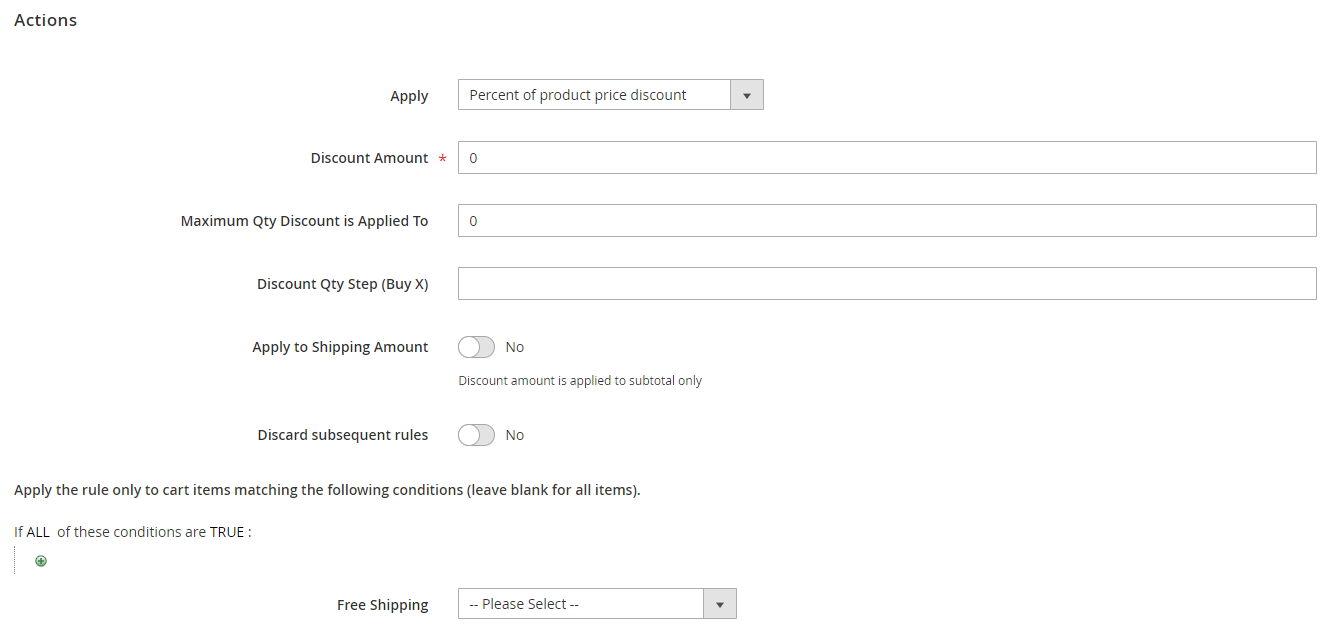 Actions
Apply Percent of product price discount
Discount Amount * 0
Maximum Qty Discount is Applied To 0
Discount Qty Step (Buy X)
Apply to Shipping Amount No
Discount amount is applied to subtotal only
Discard subsequent rules No
Apply the rule only to cart items matching the following conditions (leave blank for all items).
If ALL of these conditions are TRUE :
Free Shipping -- Please Select --